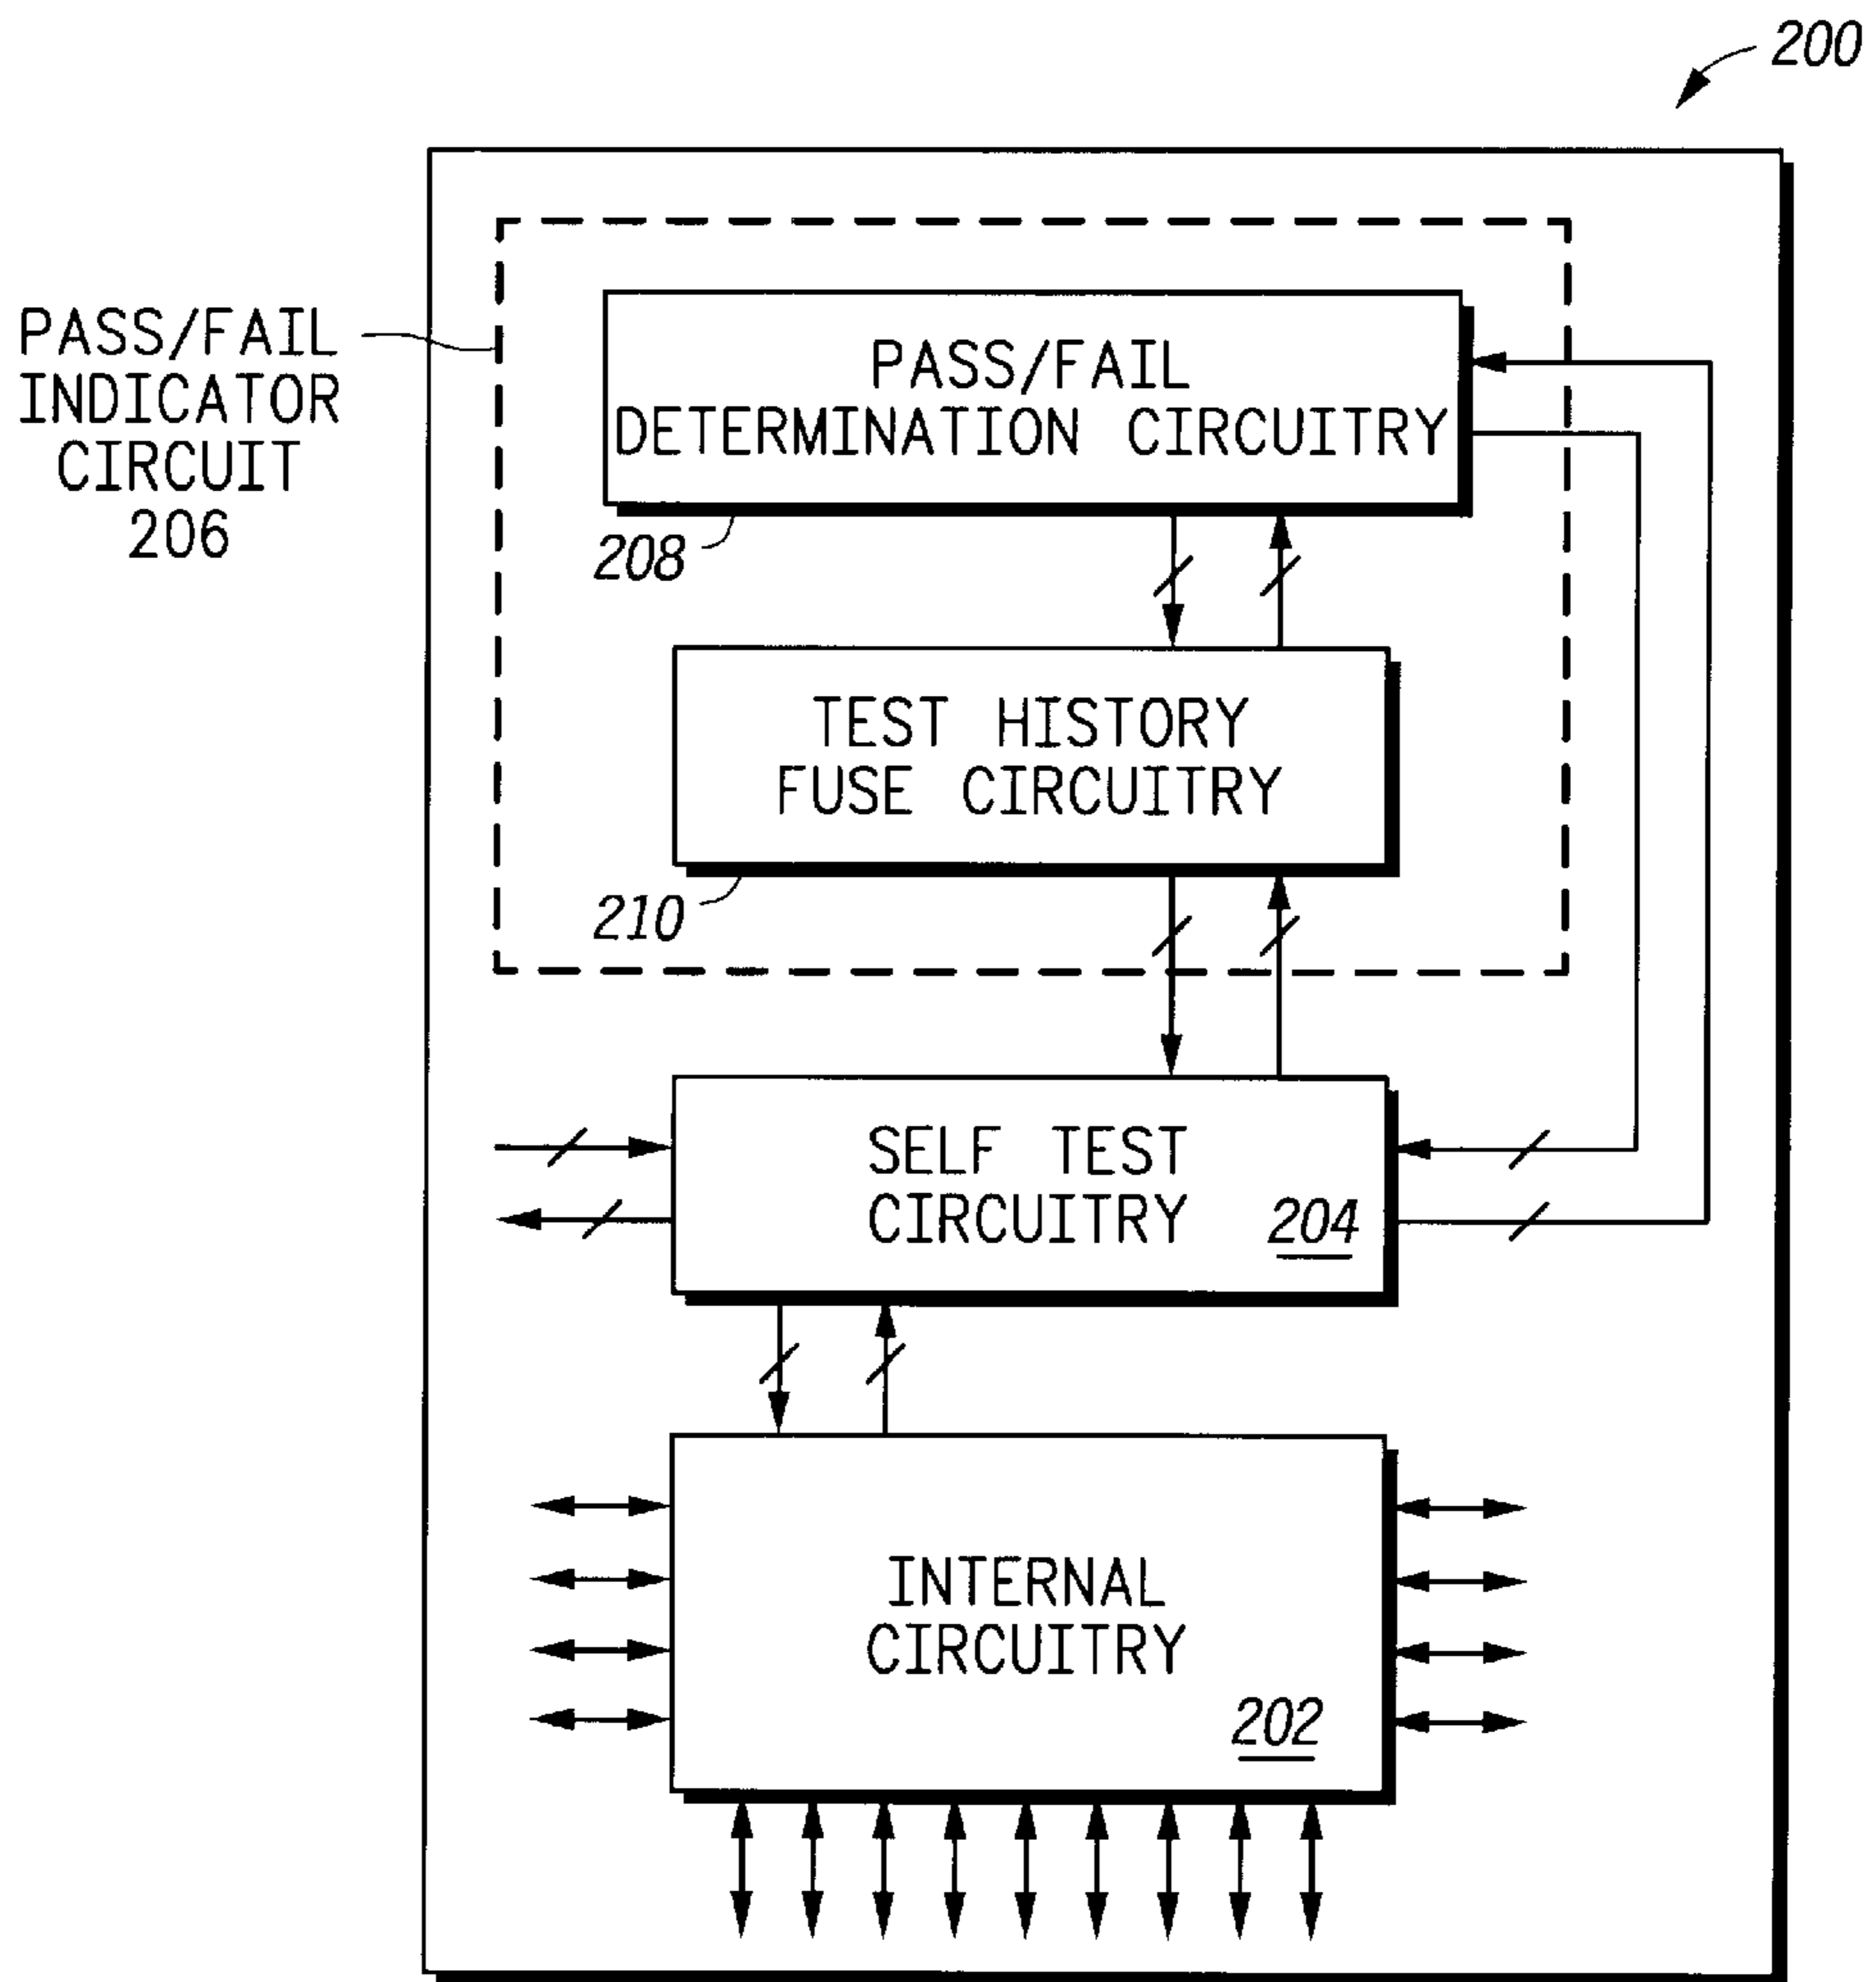 200
PASS/FAIL
INDICATOR
CIRCUIT
206
PASS/FAIL
DETERMINATION CIRCUITRY
208
TEST HISTORY
FUSE CIRCUITRY
210
SELF TEST
CIRCUITRY
204
INTERNAL
CIRCUITRY
202